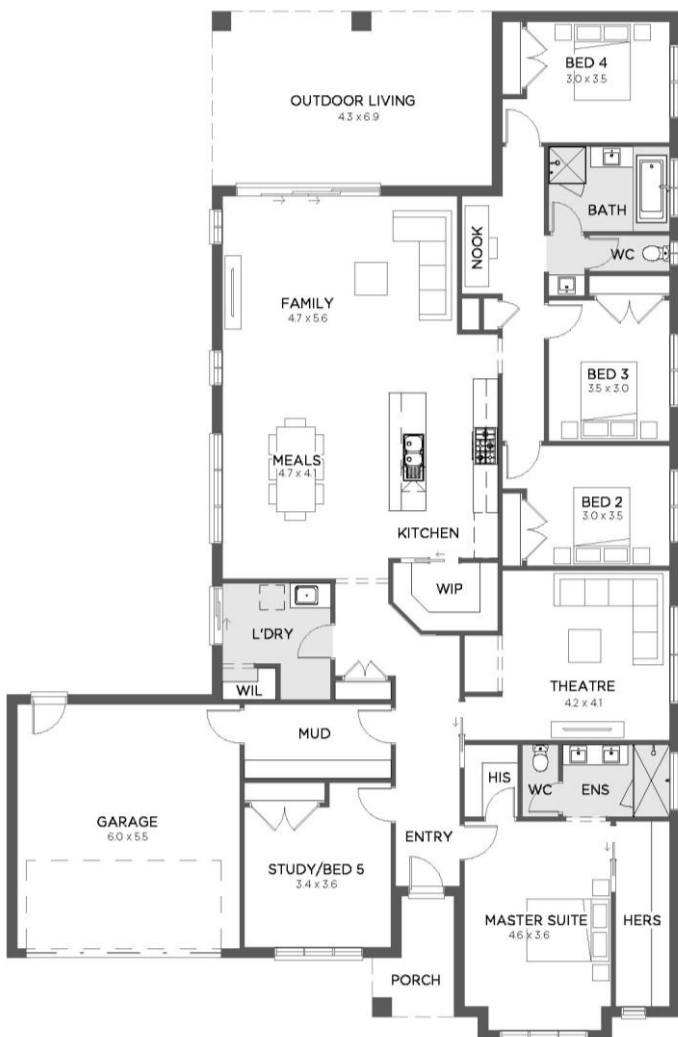 BED 4
3.0 x 3.5
OUTDOOR LIVING
4.3 x 6.9
BATH
NOOK
WC
FAMILY
4.7 x 5.6
BED 3
3.5 x 3.0
MEALS
4.7 x 4.1
BED 2
3.0 x 3.5
KITCHEN
WIP
L'DRY
WIL
THEATRE
4.2 x 4.1
MUD
HIS
WC
ENS
GARAGE
6.0 x 5.5
ENTRY
STUDY/BED 5
3.4 x 3.6
MASTER SUITE
4.6 x 3.6
HERS
PORCH